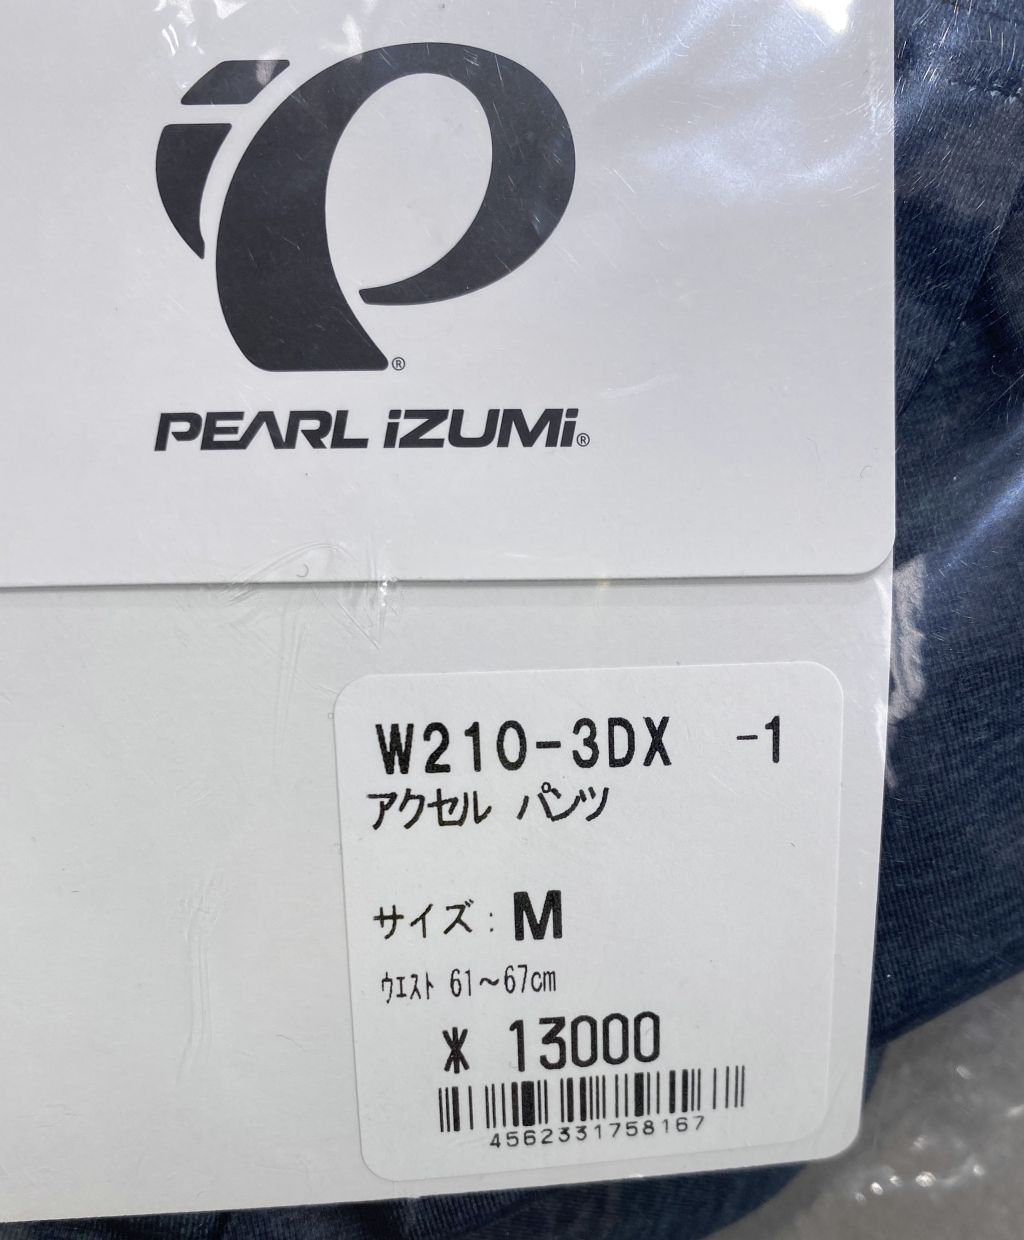 PEARL iZUMi®
W210-3DX -1
アクセル パンツ
サイズ : M
ウエスト 61～67cm
¥ 13000
4562331758167